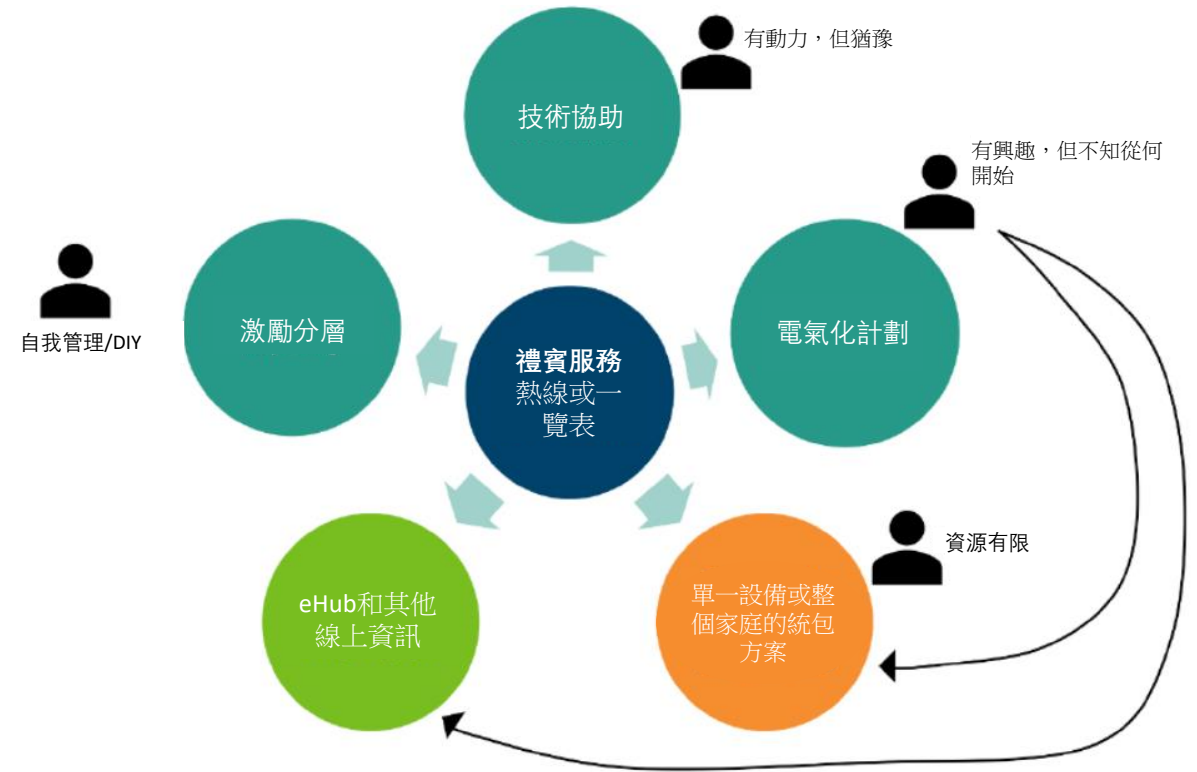 有動力，但猶豫
技術協助
有興趣，但不知從何
開始
自我管理/DIY
激勵分層
電氣化計劃
禮賓服務
熱線或一
覽表
資源有限
eHub和其他
線上資訊
單一設備或整
個家庭的統包
方案